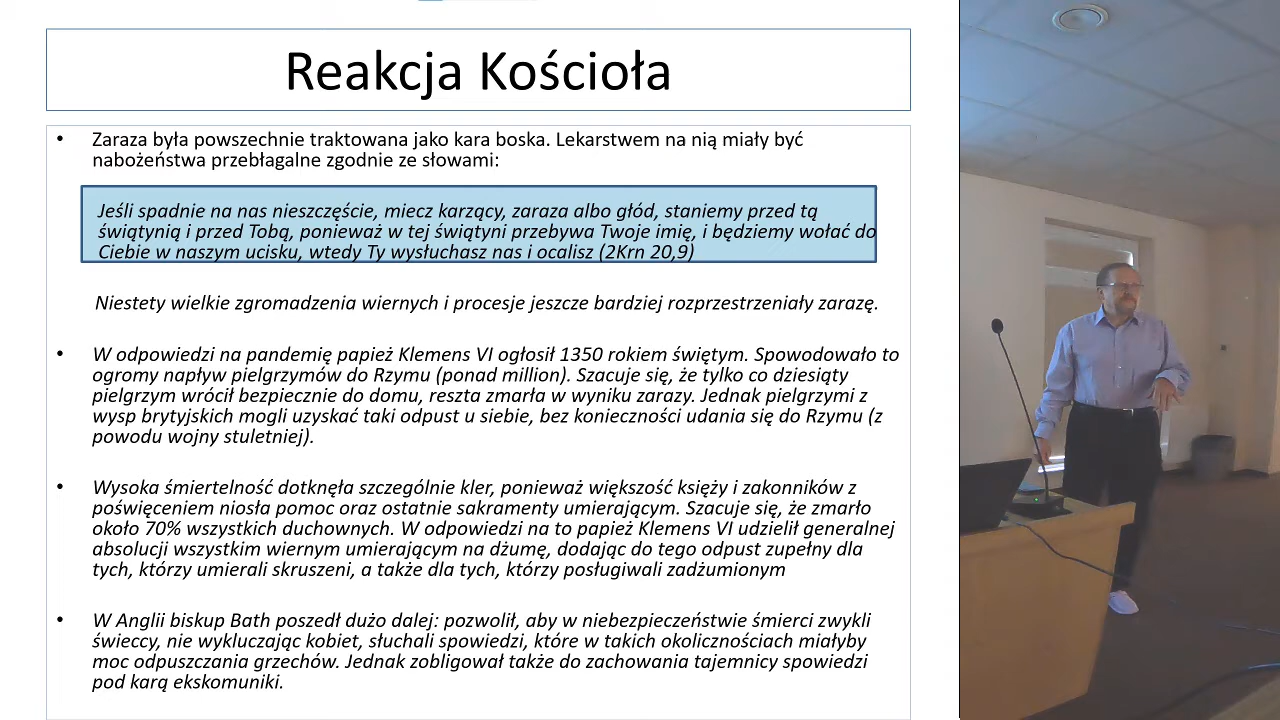 Reakcja Kościoła
• Zaraza była powszechnie traktowana jako kara boska. Lekarstwem na nią miały być
nabożeństwa przebłagalne zgodnie ze słowami:
Jeśli spadnie na nas nieszczęście, miecz karzący, zaraza albo głód, staniemy przed tą
świątynią i przed Tobą, ponieważ w tej świątyni przebywa Twoje imię, i będziemy wołać do
Ciebie w naszym ucisku, wtedy Ty wysłuchasz nas i ocalisz (2Krn 20,9)
Niestety wielkie zgromadzenia wiernych i procesje jeszcze bardziej rozprzestrzeniały zarazę.
• W odpowiedzi na pandemię papież Klemens VI ogłosił 1350 rokiem świętym. Spowodowało to
ogromy napływ pielgrzymów do Rzymu (ponad million). Szacuje się, że tylko co dziesiąty
pielgrzym wrócił bezpiecznie do domu, reszta zmarła w wyniku zarazy. Jednak pielgrzymi z
wysp brytyjskich mogli uzyskać taki odpust u siebie, bez konieczności udania się do Rzymu (z
powodu wojny stuletniej).
• Wysoka śmiertelność dotknęła szczególnie kler, ponieważ większość księży i zakonników z
poświęceniem niosła pomoc oraz ostatnie sakramenty umierającym. Szacuje się, że zmarło
około 70% wszystkich duchownych. W odpowiedzi na to papież Klemens VI udzielił generalnej
absolucji wszystkim wiernym umierającym na dżumę, dodając do tego odpust zupełny dla
tych, którzy umierali skruszeni, a także dla tych, którzy posługiwali zadżumionym
• W Anglii biskup Bath poszedł dużo dalej: pozwolił, aby w niebezpieczeństwie śmierci zwykli
świeccy, nie wykluczając kobiet, słuchali spowiedzi, które w takich okolicznościach miałyby
moc odpuszczania grzechów. Jednak zobligował także do zachowania tajemnicy spowiedzi
pod karą ekskomuniki.